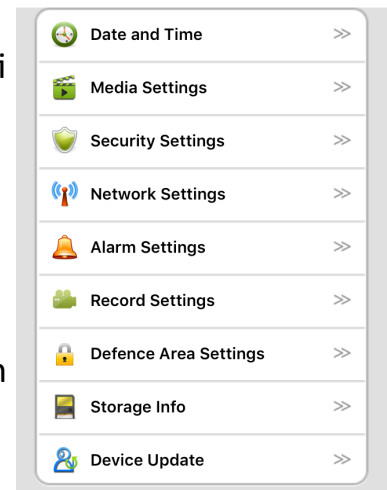 Date and Time
i
Media Settings
Security Settings
Network Settings
Alarm Settings
Record Settings
Defence Area Settings
n
Storage Info
Device Update